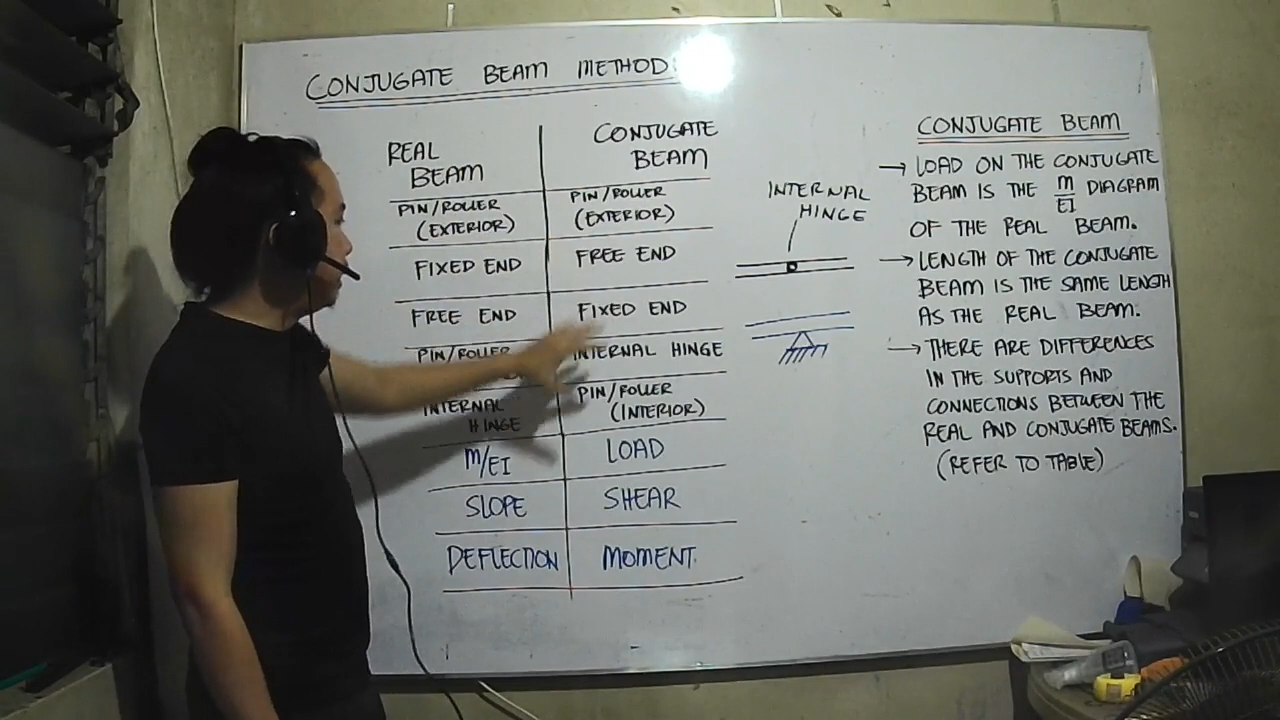 CONJUGATE BEAM METHOD
REAL
BEAM
CONJUGATE
BEAM
PIN/ROLLER
(EXTERIOR)
PIN/ROLLER
(EXTERIOR)
FIXED END
FREE END
FREE END
FIXED END
PIN/ROLLER
INTERNAL HINGE
INTERNAL
HINGE
PIN/ROLLER
(INTERIOR)
M/EI
LOAD
SLOPE
SHEAR
DEFLECTION
MOMENT
INTERNAL
HINGE
CONJUGATE BEAM
→ LOAD ON THE CONJUGATE
BEAM IS THE M/EI DIAGRAM
OF THE REAL BEAM.
→ LENGTH OF THE CONJUGATE
BEAM IS THE SAME LENGTH
AS THE REAL BEAM.
→ THERE ARE DIFFERENCES
IN THE SUPPORTS AND
CONNECTIONS BETWEEN THE
REAL AND CONJUGATE BEAMS.
(REFER TO TABLE)